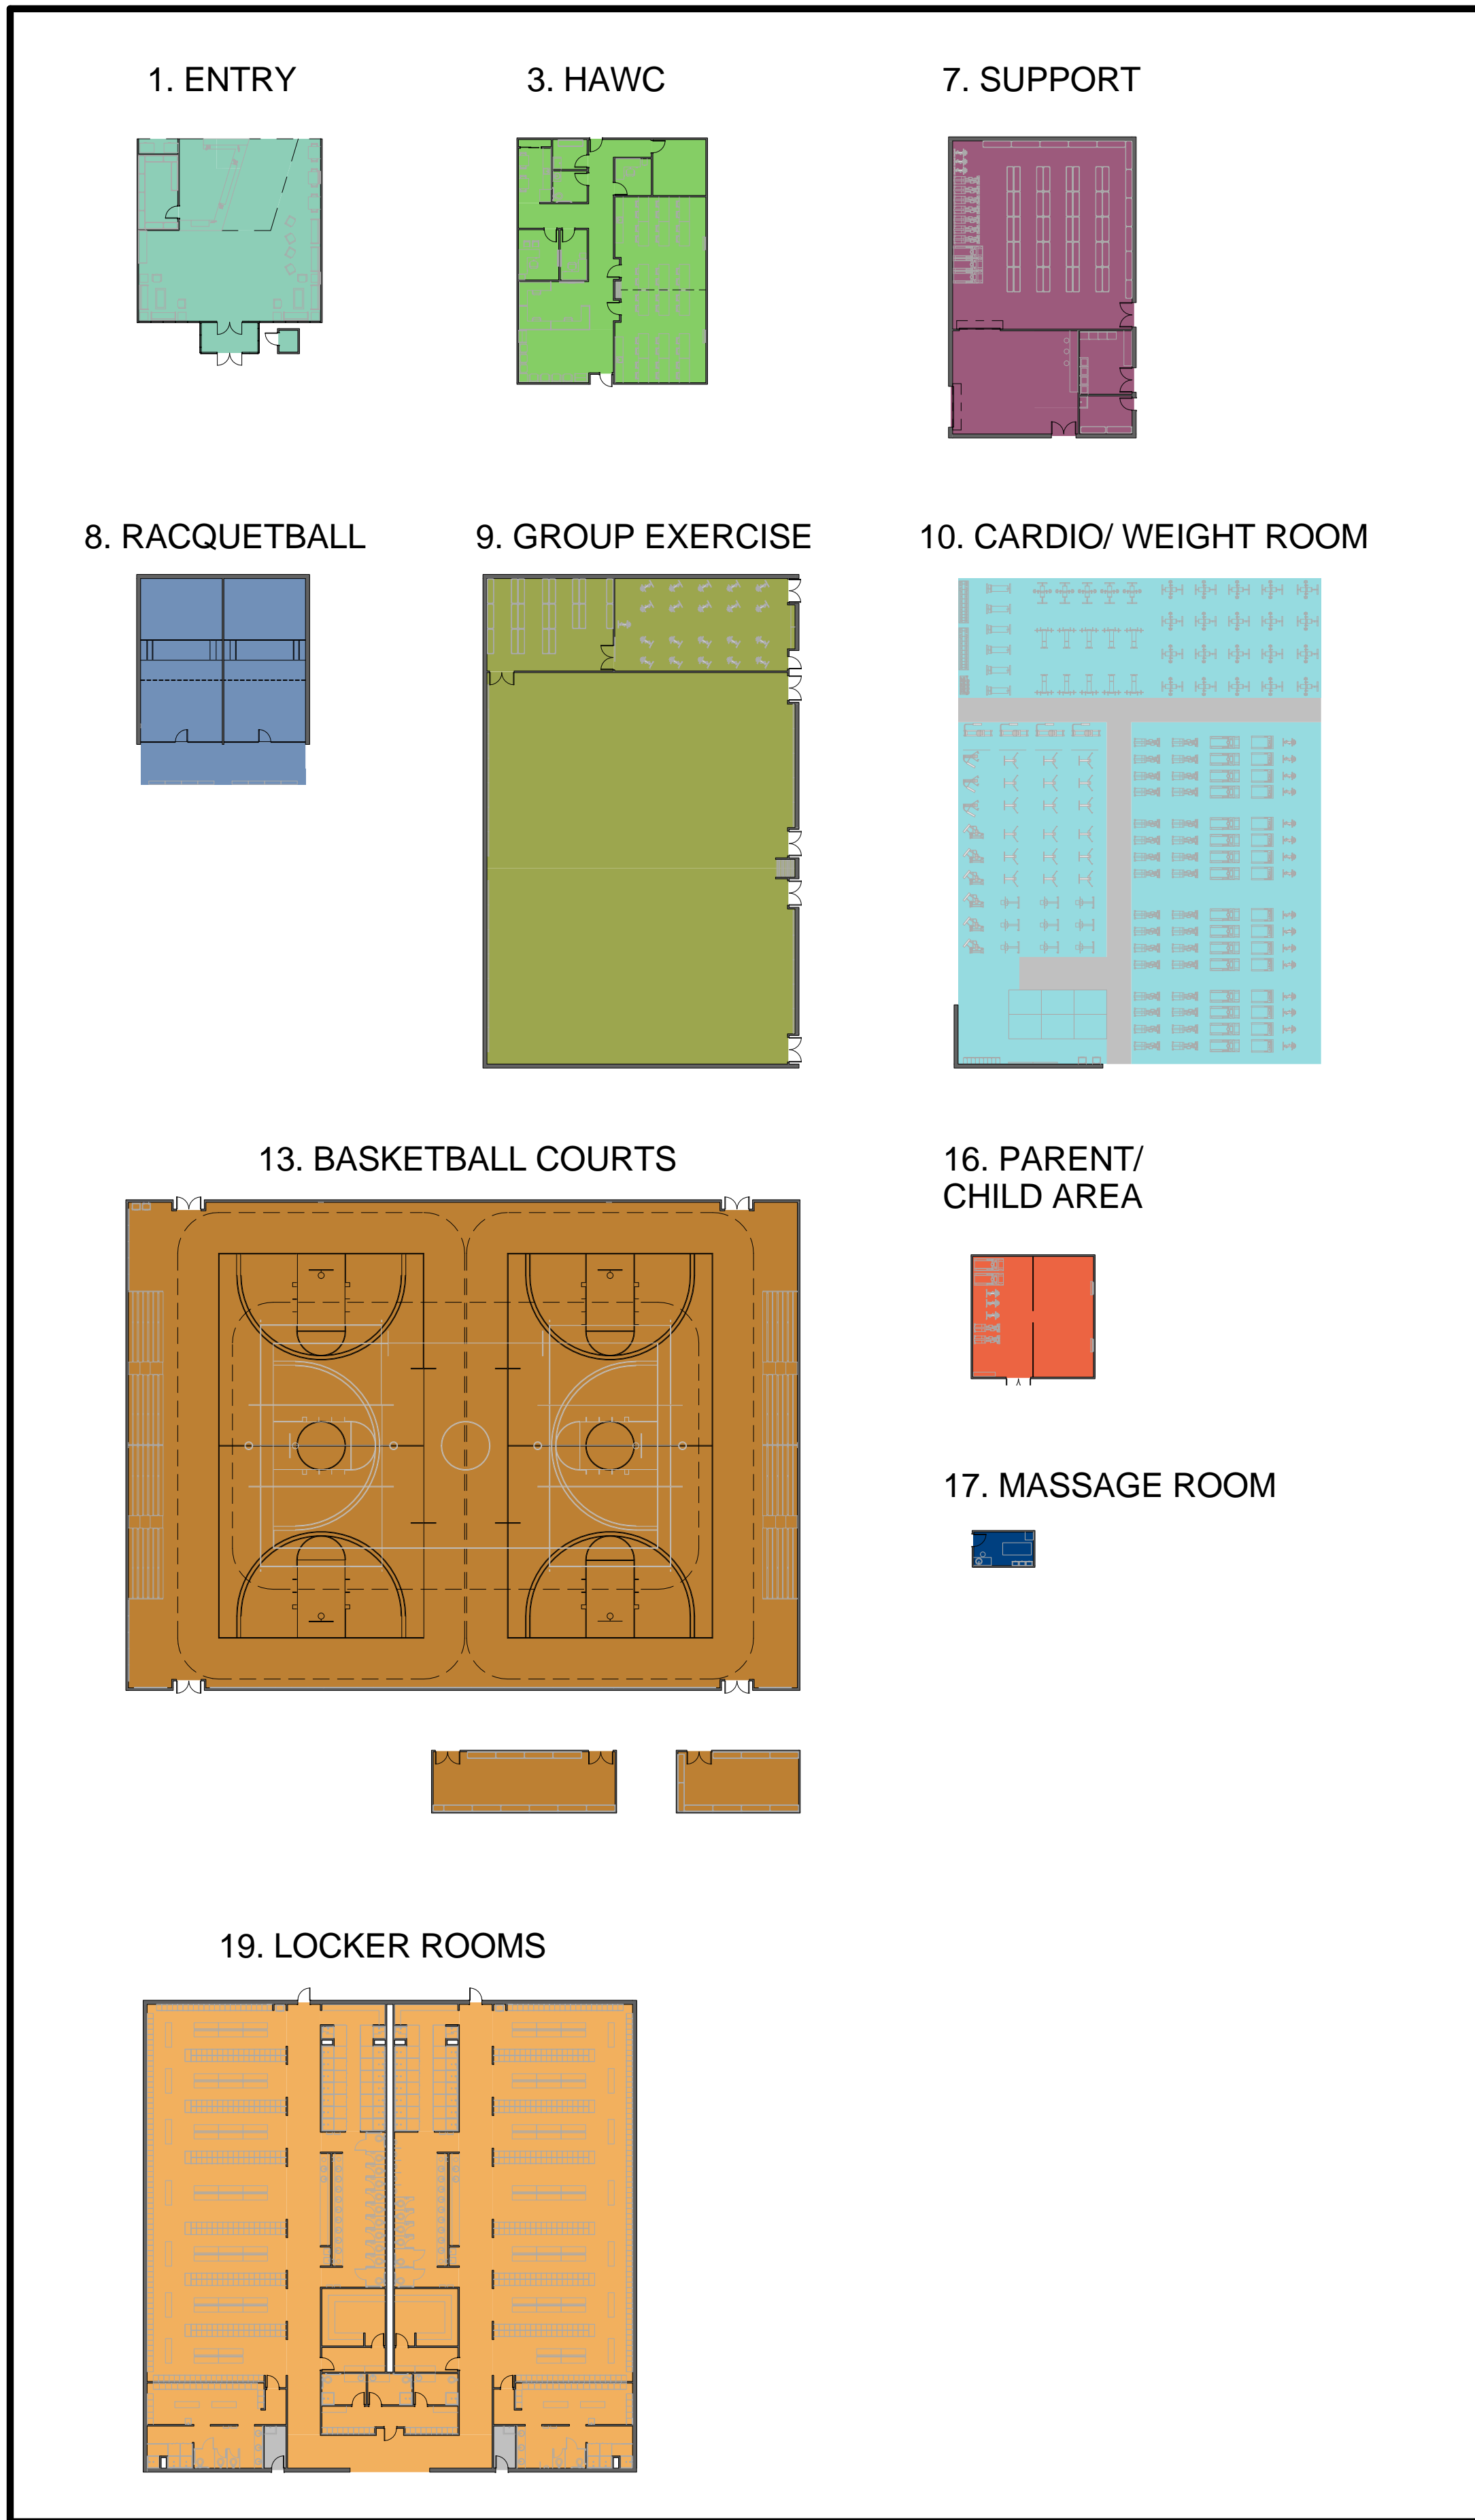 1. ENTRY
3. HAWC
7. SUPPORT
8. RACQUETBALL
9. GROUP EXERCISE
10. CARDIO/ WEIGHT ROOM
13. BASKETBALL COURTS
16. PARENT/
CHILD AREA
17. MASSAGE ROOM
19. LOCKER ROOMS